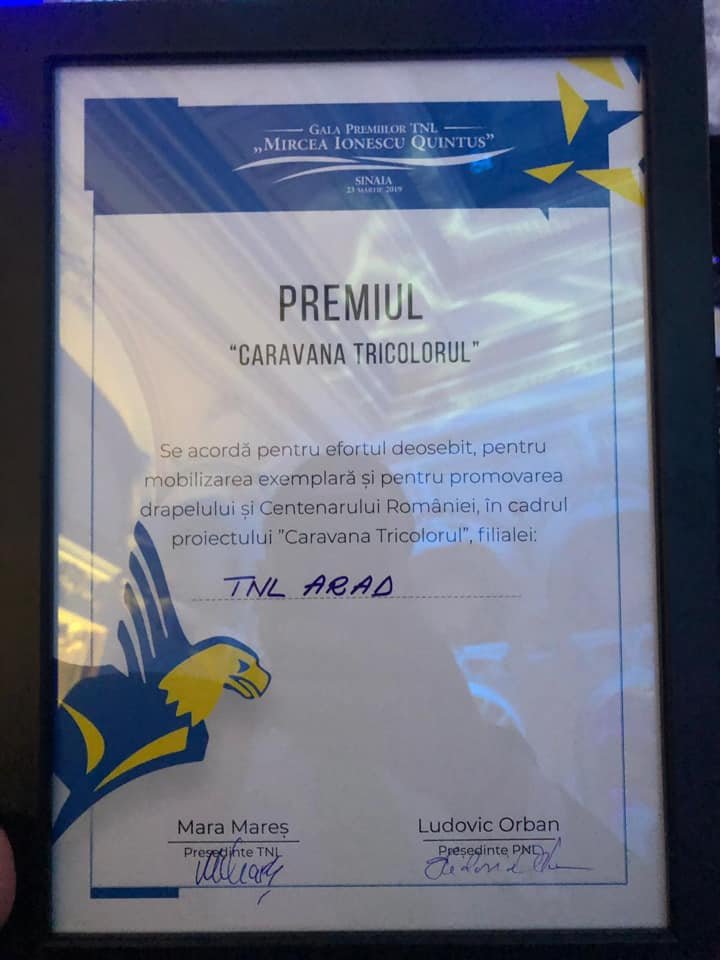 GALA PREMIILOR TNL
„MIRCEA IONESCU QUINTUS”
SINAIA
23 MARTIE 2019
PREMIUL
“CARAVANA TRICOLORUL”
Se acordă pentru efortul deosebit, pentru
mobilizarea exemplară și pentru promovarea
drapelului și Centenarului României, în cadrul
proiectului ”Caravana Tricolorul”, filialei:
TNL ARAD
Mara Mareș Ludovic Orban
Președinte TNL Președinte PNL